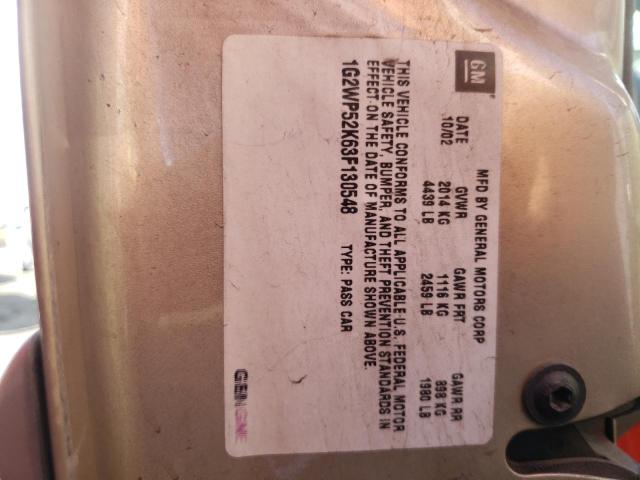 GM
MFD BY GENERAL MOTORS CORP
DATE GVWR GAWR FRT GAWR RR
10/02 2014 KG 1116 KG 898 KG
4439 LB 2459 LB 1980 LB
THIS VEHICLE CONFORMS TO ALL APPLICABLE U.S. FEDERAL MOTOR
VEHICLE SAFETY, BUMPER, AND THEFT PREVENTION STANDARDS IN
EFFECT ON THE DATE OF MANUFACTURE SHOWN ABOVE.
1G2WP52K63F130548 TYPE: PASS CAR